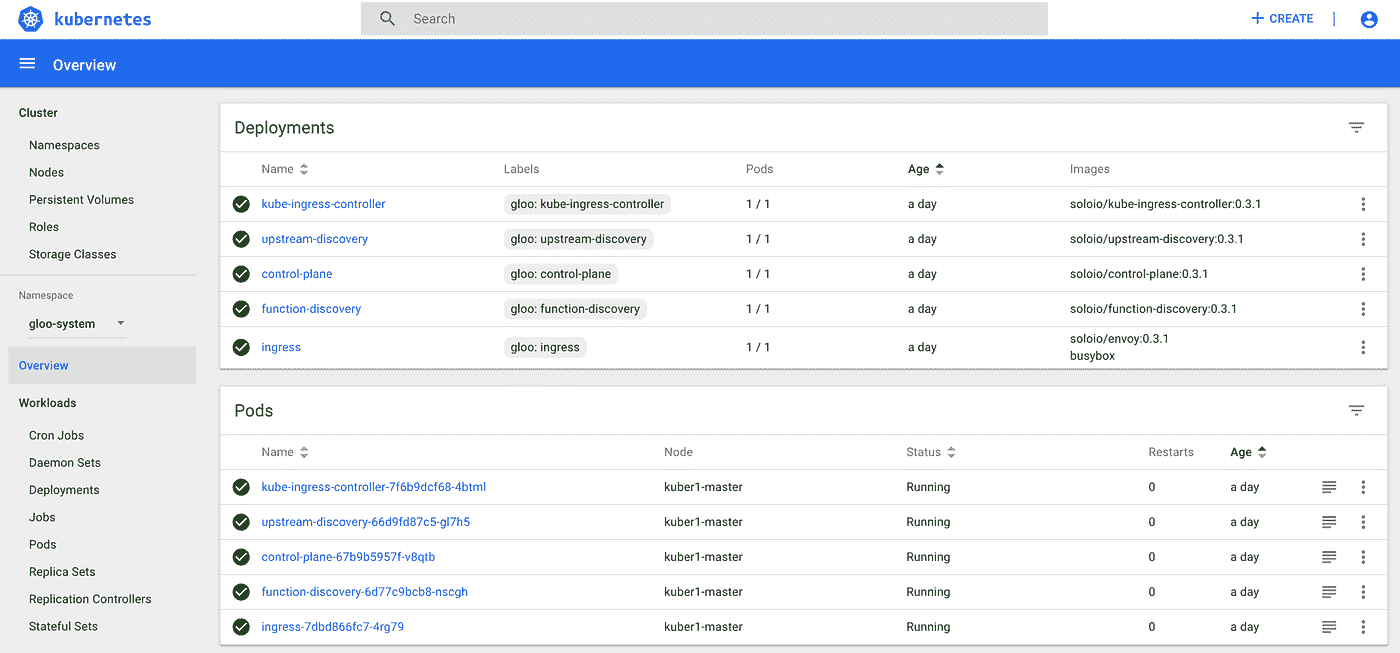 kubernetes
Search
CREATE
Overview
Cluster
Namespaces
Nodes
Persistent Volumes
Roles
Storage Classes
Namespace
gloo-system
Overview
Workloads
Cron Jobs
Daemon Sets
Deployments
Jobs
Pods
Replica Sets
Replication Controllers
Stateful Sets
Deployments
Name Labels Pods Age Images
kube-ingress-controller gloo: kube-ingress-controller 1 / 1 a day soloio/kube-ingress-controller:0.3.1
upstream-discovery gloo: upstream-discovery 1 / 1 a day soloio/upstream-discovery:0.3.1
control-plane gloo: control-plane 1 / 1 a day soloio/control-plane:0.3.1
function-discovery gloo: function-discovery 1 / 1 a day soloio/function-discovery:0.3.1
ingress gloo: ingress 1 / 1 a day soloio/envoy:0.3.1
busybox
Pods
Name Node Status Restarts Age
kube-ingress-controller-7f6b9dcf68-4btml kuber1-master Running 0 a day
upstream-discovery-66d9fd87c5-gl7h5 kuber1-master Running 0 a day
control-plane-67b9b5957f-v8qtb kuber1-master Running 0 a day
function-discovery-6d77c9bcb8-nscgh kuber1-master Running 0 a day
ingress-7dbd866fc7-4rg79 kuber1-master Running 0 a day